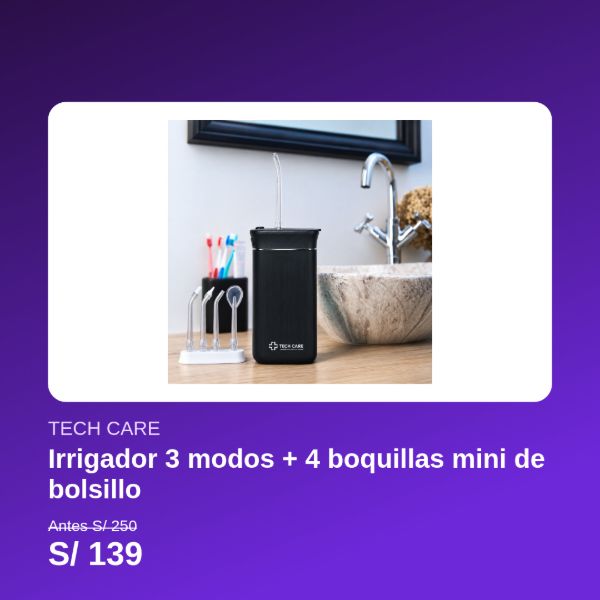 TECH CARE
TECH CARE
Irrigador 3 modos + 4 boquillas mini de
bolsillo
Antes S/ 250
S/ 139